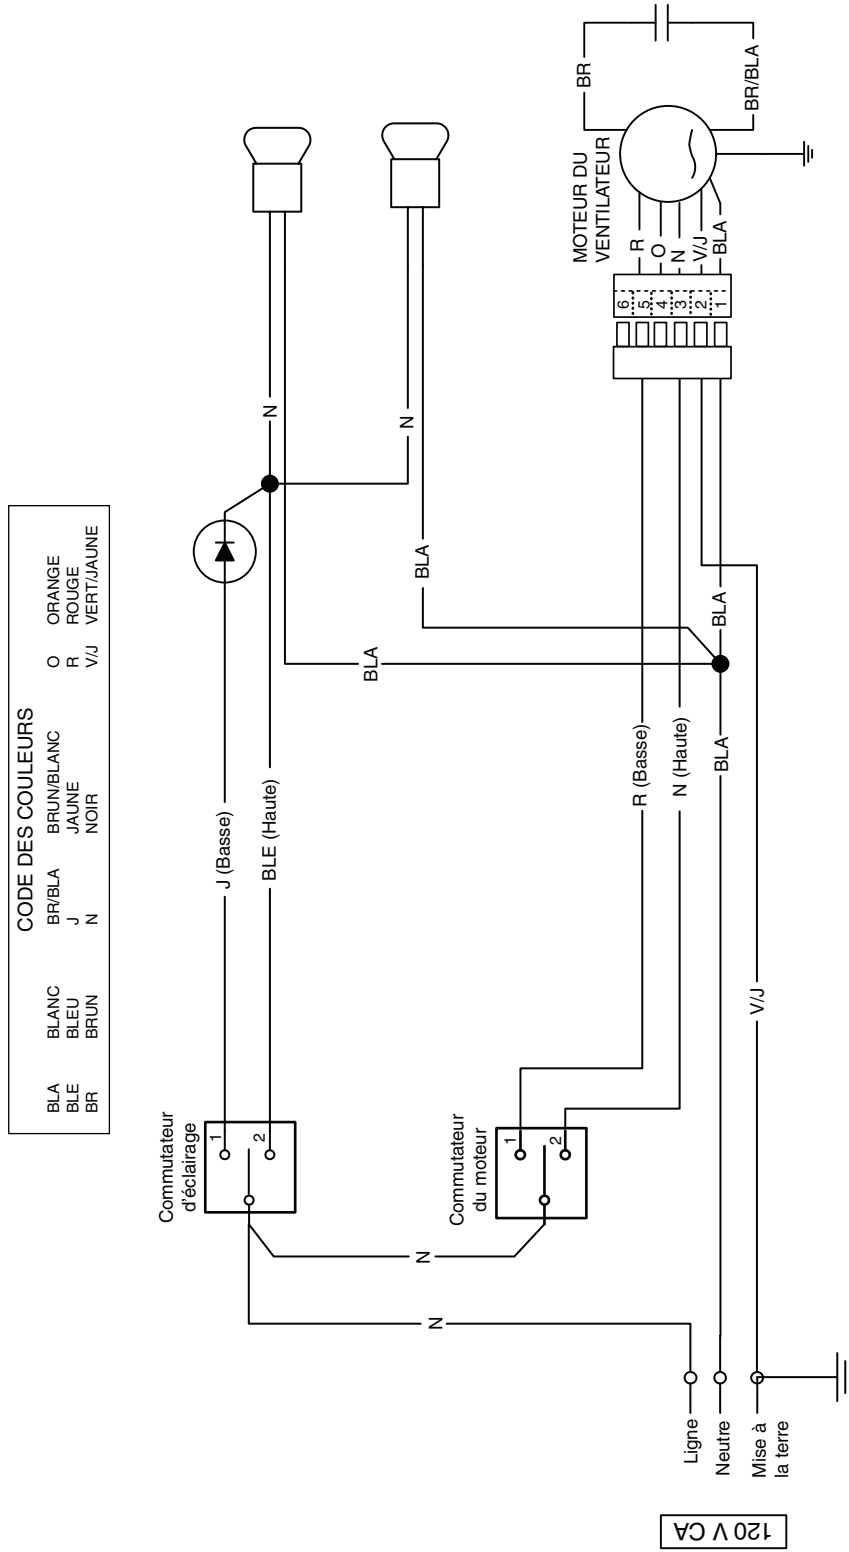 CODE DES COULEURS
BLA BLANC BR/BLA BRUN/BLANC O ORANGE
BLE BLEU J JAUNE R ROUGE
BR BRUN N NOIR V/J VERT/JAUNE
Commutateur
d'éclairage
1
2
J (Basse)
BLE (Haute)
N
N
BLA
BLA
Commutateur
du moteur
1
2
N
N
R (Basse)
N (Haute)
BLA
BLA
V/J
6
5
4
3
2
1
R
O
N
V/J
BLA
MOTEUR DU
VENTILATEUR
BR
BR/BLA
Ligne
Neutre
Mise à
la terre
120 V CA